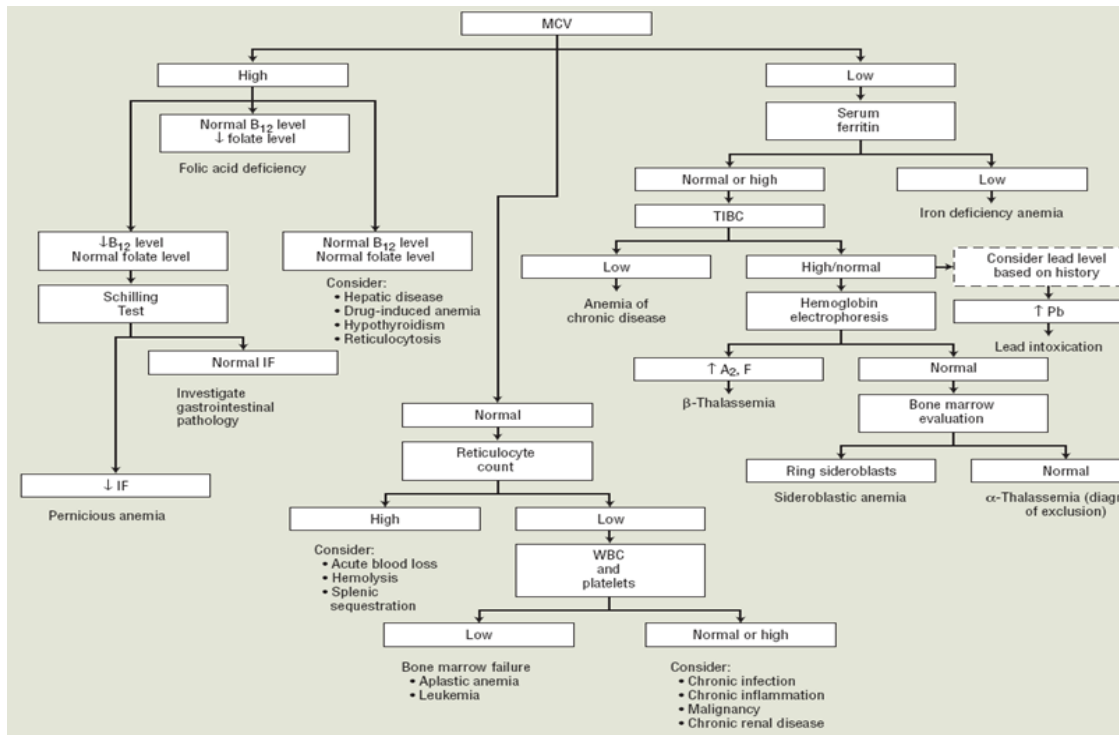 MCV
High
Low
Normal B12 level
↓ folate level
Folic acid deficiency
Serum
ferritin
Normal or high
Low
Iron deficiency anemia
TIBC
↓B12 level
Normal folate level
Normal B12 level
Normal folate level
Consider:
• Hepatic disease
• Drug-induced anemia
• Hypothyroidism
• Reticulocytosis
Schilling
Test
Normal IF
Investigate
gastrointestinal
pathology
↓ IF
Pernicious anemia
Low
Anemia of
chronic disease
High/normal
Consider lead level
based on history
↑ Pb
Lead intoxication
Hemoglobin
electrophoresis
↑ A2, F
β-Thalassemia
Normal
Bone marrow
evaluation
Ring sideroblasts
Sideroblastic anemia
Normal
α-Thalassemia (diagn
of exclusion)
Normal
Reticulocyte
count
High
Consider:
• Acute blood loss
• Hemolysis
• Splenic
sequestration
Low
WBC
and
platelets
Low
Bone marrow failure
• Aplastic anemia
• Leukemia
Normal or high
Consider:
• Chronic infection
• Chronic inflammation
• Malignancy
• Chronic renal disease